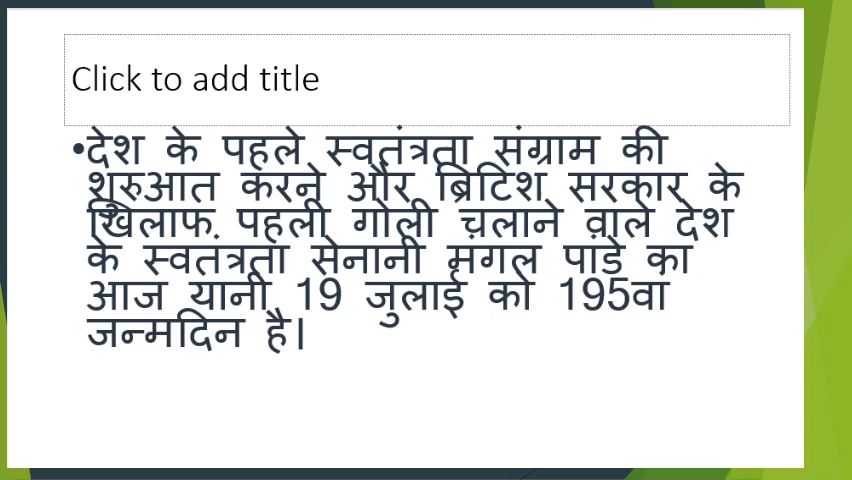 Click to add title
•देश के पहले स्वतंत्रता संग्राम की
शुरुआत करने और ब्रिटिश सरकार के
खिलाफ पहली गोली चलाने वाले देश
के स्वतंत्रता सेनानी मंगल पांडे का
आज यानी 19 जुलाई को 195वां
जन्मदिन है।